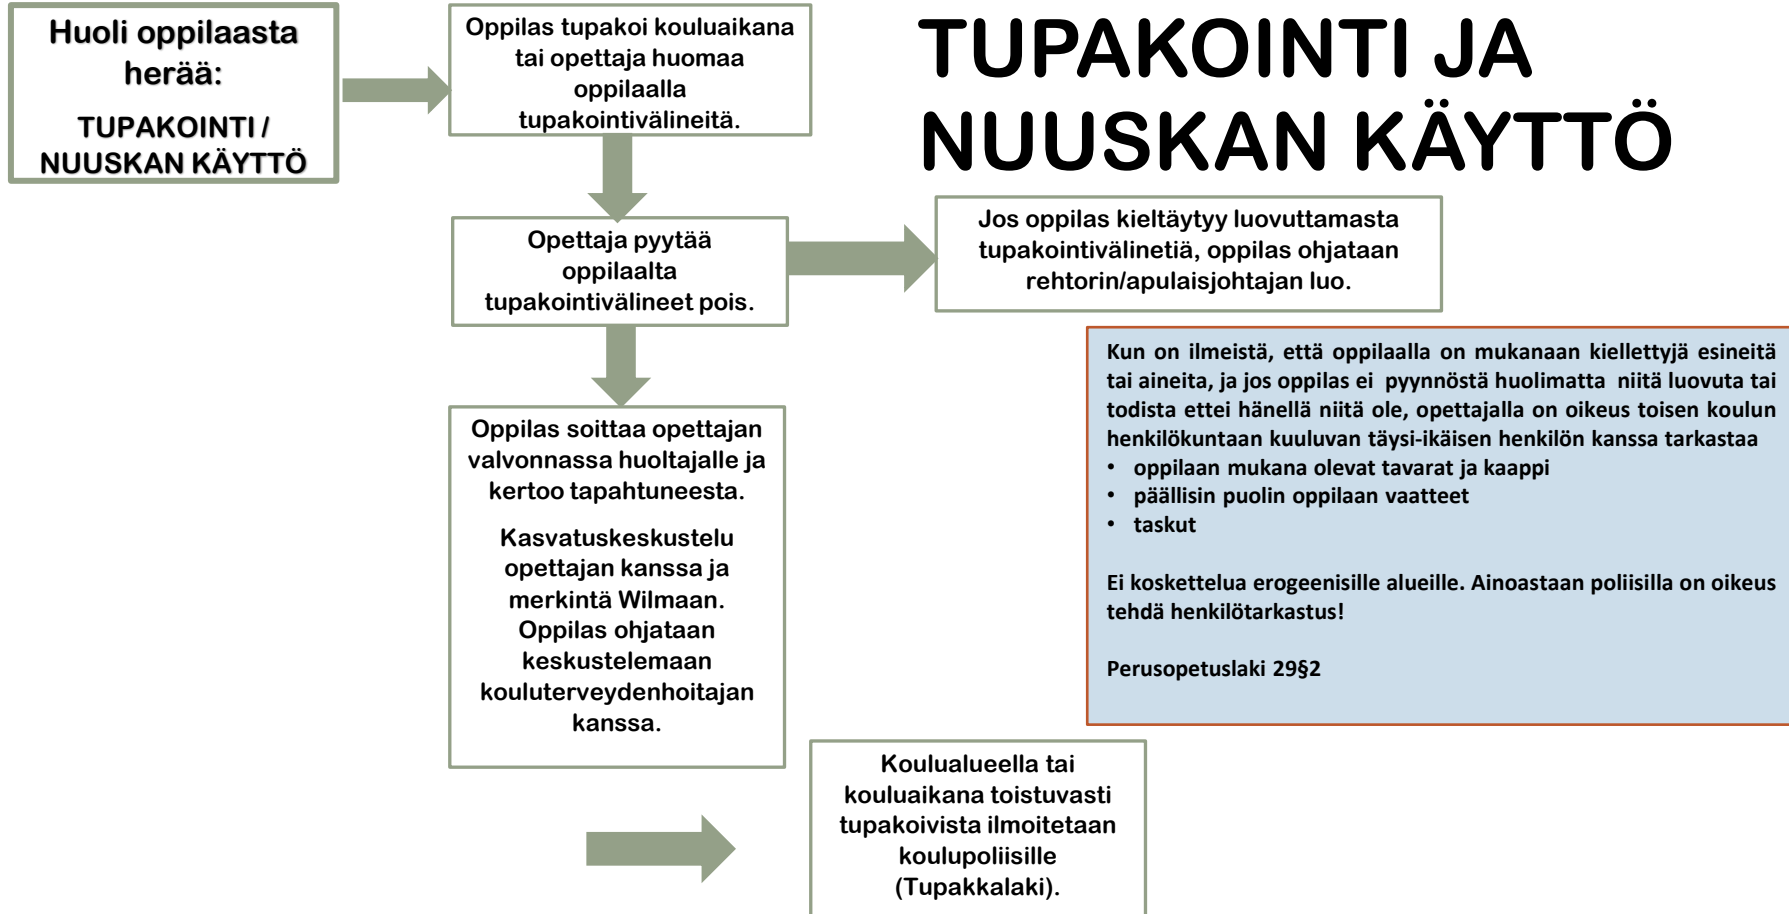 Huoli oppilaasta
herää:
TUPAKOINTI /
NUUSKAN KÄYTTÖ
Oppilas tupakoi kouluaikana
tai opettaja huomaa
oppilaalla
tupakointivälineitä.
TUPAKOINTI JA
NUUSKAN KÄYTTÖ
Opettaja pyytää
oppilaalta
tupakointivälineet pois.
Jos oppilas kieltäytyy luovuttamasta
tupakointivälinetiä, oppilas ohjataan
rehtorin/apulaisjohtajan luo.
Kun on ilmeistä, että oppilaalla on mukanaan kiellettyjä esineitä
tai aineita, ja jos oppilas ei pyynnöstä huolimatta niitä luovuta tai
todista ettei hänellä niitä ole, opettajalla on oikeus toisen koulun
henkilökuntaan kuuluvan täysi-ikäisen henkilön kanssa tarkastaa
• oppilaan mukana olevat tavarat ja kaappi
• päällisin puolin oppilaan vaatteet
• taskut
Ei koskettelua erogeenisille alueille. Ainoastaan poliisilla on oikeus
tehdä henkilötarkastus!
Perusopetuslaki 29§2
Oppilas soittaa opettajan
valvonnassa huoltajalle ja
kertoo tapahtuneesta.
Kasvatuskeskustelu
opettajan kanssa ja
merkintä Wilmaan.
Oppilas ohjataan
keskustelemaan
kouluterveydenhoitajan
kanssa.
Koulualueella tai
kouluaikana toistuvasti
tupakoivista ilmoitetaan
koulupoliisille
(Tupakkalaki).